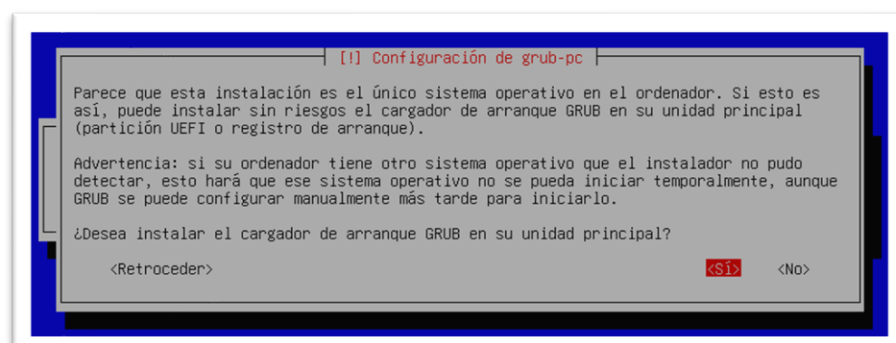 [!] Configuración de grub-pc
Parece que esta instalación es el único sistema operativo en el ordenador. Si esto es
así, puede instalar sin riesgos el cargador de arranque GRUB en su unidad principal
(partición UEFI o registro de arranque).
Advertencia: si su ordenador tiene otro sistema operativo que el instalador no pudo
detectar, esto hará que ese sistema operativo no se pueda iniciar temporalmente, aunque
GRUB se puede configurar manualmente más tarde para iniciarlo.
¿Desea instalar el cargador de arranque GRUB en su unidad principal?
<Retroceder> <Sí> <No>